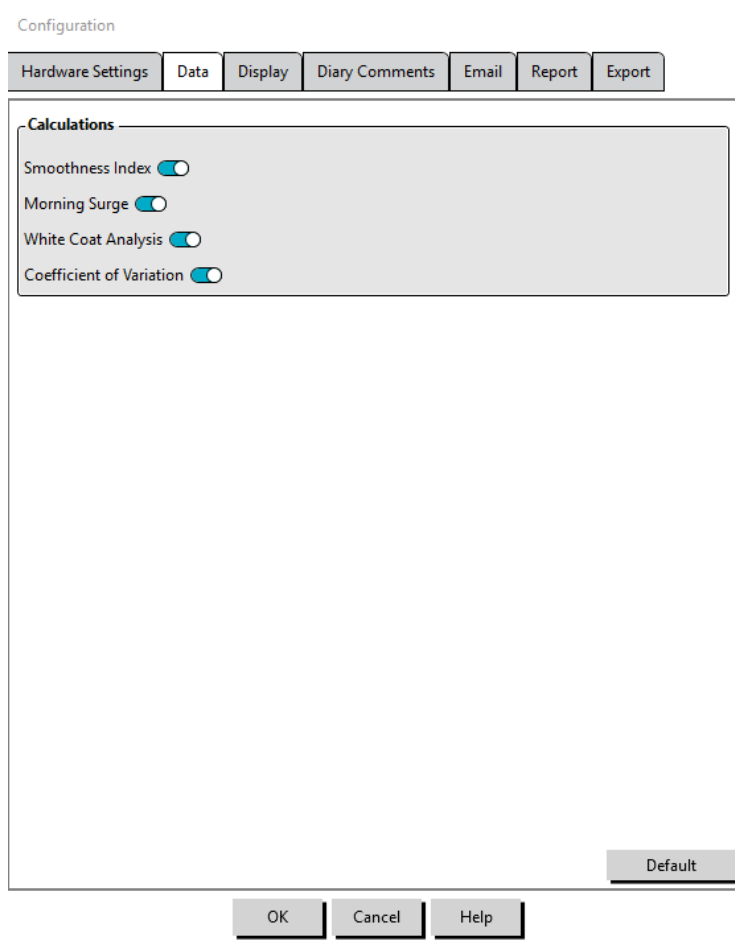 Configuration
Hardware Settings Data Display Diary Comments Email Report Export
Calculations
Smoothness Index
Morning Surge
White Coat Analysis
Coefficient of Variation
Default
OK Cancel Help